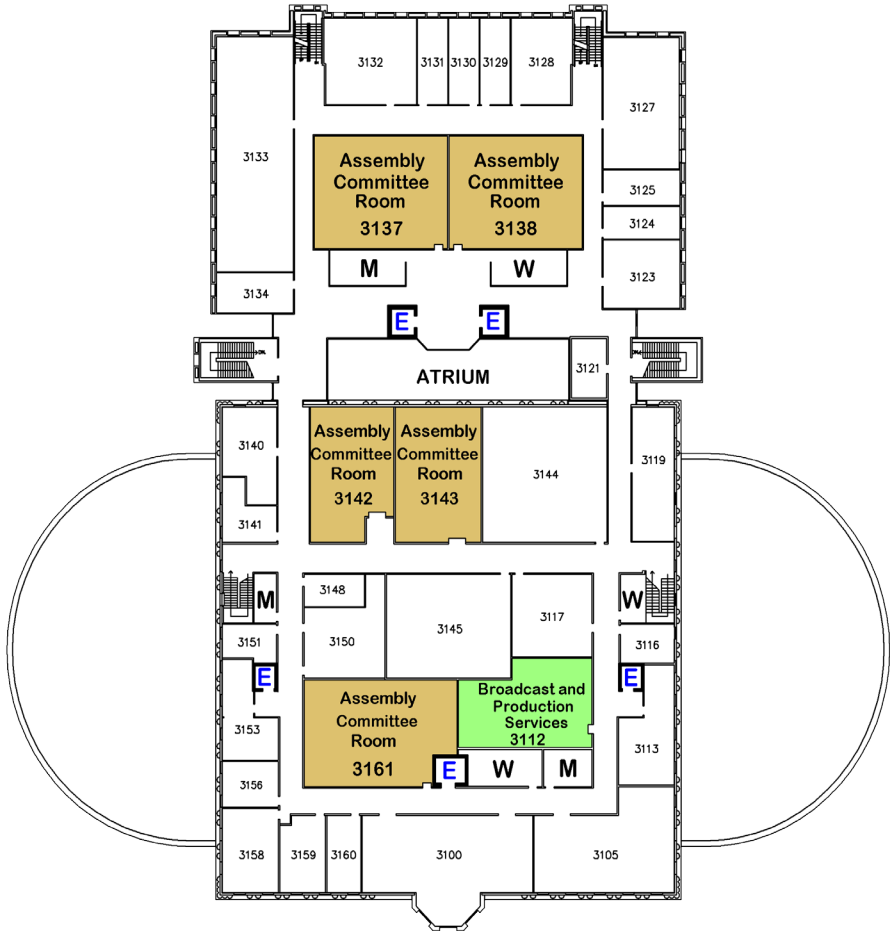 3132
3131
3130
3129
3128
3127
3133
Assembly
Committee
Room
3137
Assembly
Committee
Room
3138
3125
3124
3123
M
W
3134
E
E
DN.
ATRIUM
3121
DN.
3140
3141
Assembly
Committee
Room
3142
Assembly
Committee
Room
3143
3144
3119
M
3148
3150
3145
3117
W
3151
3116
E
E
3153
Assembly
Committee
Room
3161
Broadcast and
Production
Services
3112
3113
3156
E
W
M
3158
3159
3160
3100
3105